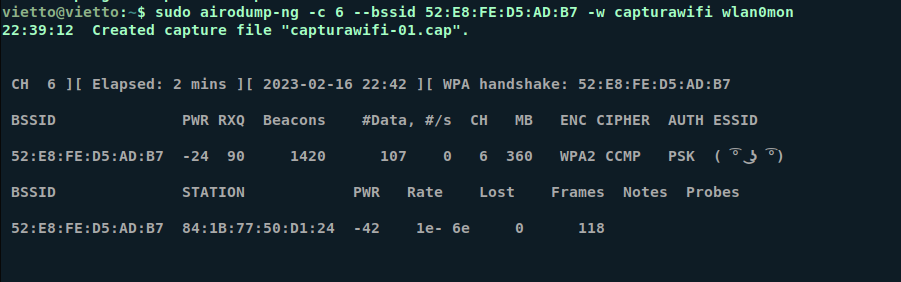 vietto@vietto:~$ sudo airodump-ng -c 6 --bssid 52:E8:FE:D5:AD:B7 -w capturawifi wlan0mon
22:39:12  Created capture file "capturawifi-01.cap".
CH  6 ][ Elapsed: 2 mins ][ 2023-02-16 22:42 ][ WPA handshake: 52:E8:FE:D5:AD:B7
BSSID              PWR RXQ  Beacons    #Data, #/s  CH   MB   ENC CIPHER  AUTH ESSID
52:E8:FE:D5:AD:B7  -24  90     1420      107    0   6  360   WPA2 CCMP   PSK  ( ͡° ͜ʖ ͡°)
BSSID              STATION            PWR   Rate    Lost    Frames  Notes  Probes
52:E8:FE:D5:AD:B7  84:1B:77:50:D1:24  -42    1e- 6e     0      118